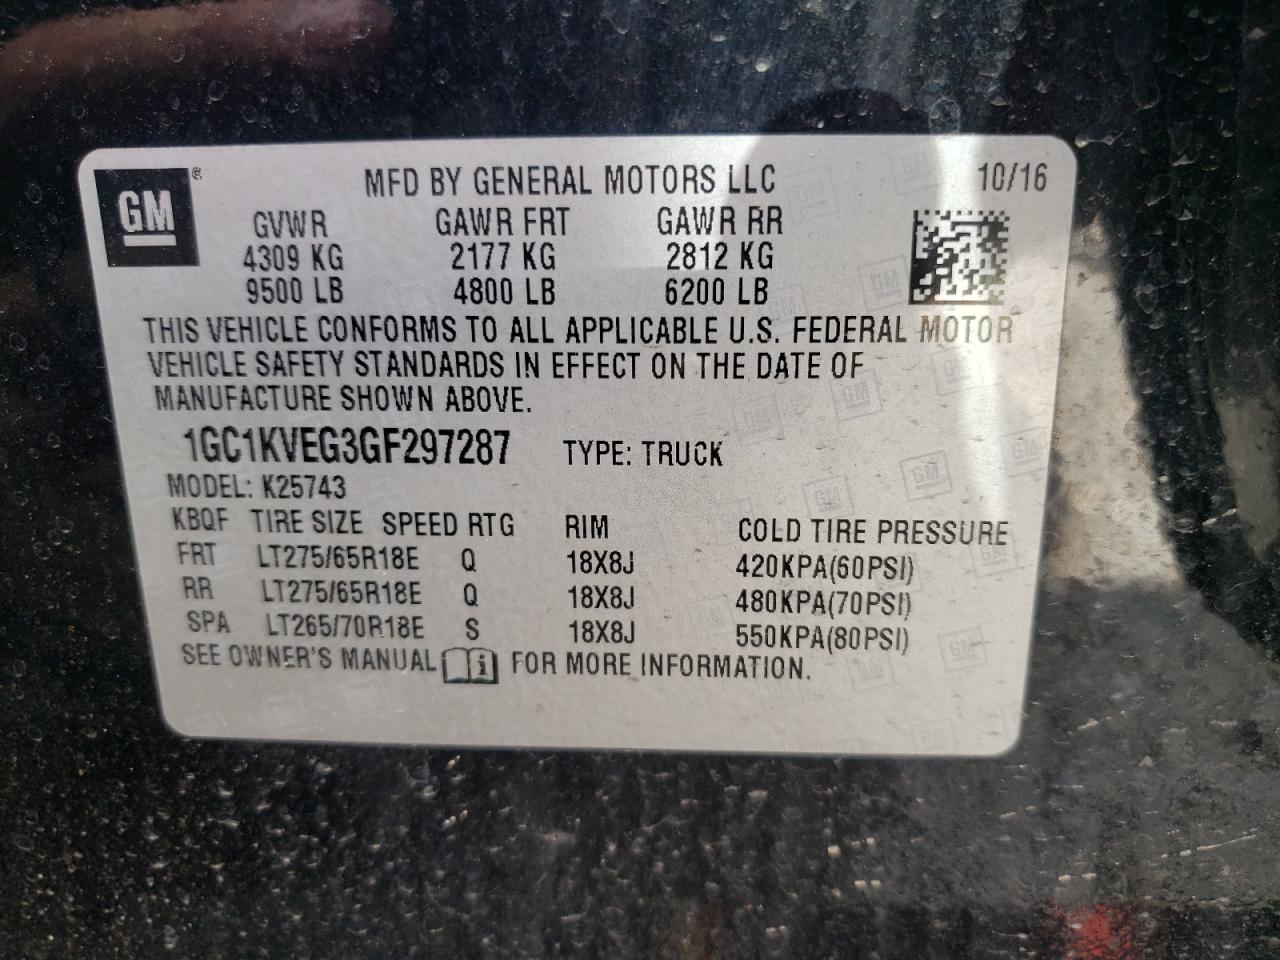 GM ® MFD BY GENERAL MOTORS LLC 10/16
GVWR GAWR FRT GAWR RR
4309 KG 2177 KG 2812 KG
9500 LB 4800 LB 6200 LB
THIS VEHICLE CONFORMS TO ALL APPLICABLE U.S. FEDERAL MOTOR
VEHICLE SAFETY STANDARDS IN EFFECT ON THE DATE OF
MANUFACTURE SHOWN ABOVE.
1GC1KVEG3GF297287 TYPE: TRUCK
MODEL: K25743
KBQF TIRE SIZE SPEED RTG RIM COLD TIRE PRESSURE
FRT LT275/65R18E Q 18X8J 420KPA(60PSI)
RR LT275/65R18E Q 18X8J 480KPA(70PSI)
SPA LT265/70R18E S 18X8J 550KPA(80PSI)
SEE OWNER'S MANUAL i FOR MORE INFORMATION.